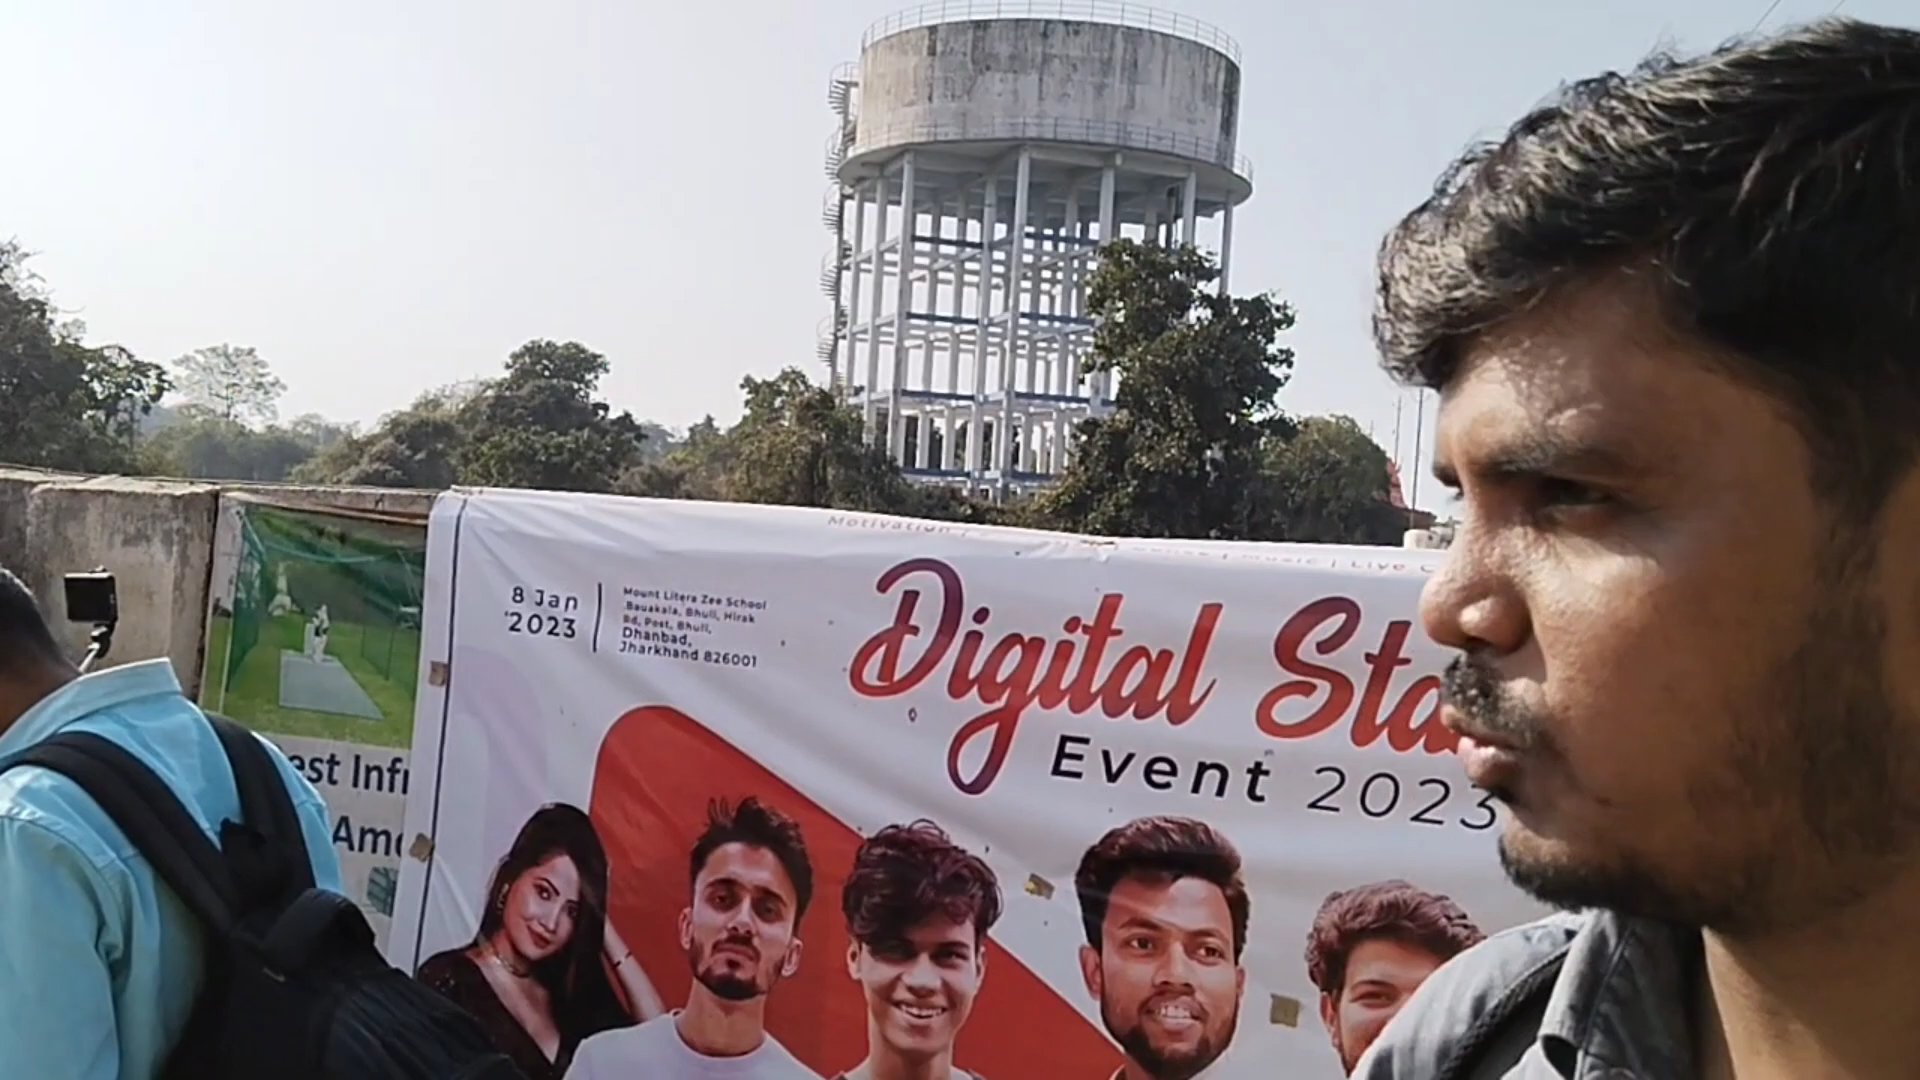 Motivation
Music | Live
8 Jan
'2023
Mount Litera Zee School
Bauakala, Bhuli, Hirak
Rd, Post, Bhuli,
Dhanbad,
Jharkhand 826001
Digital Sta
Event 2023
est Infr
Ame